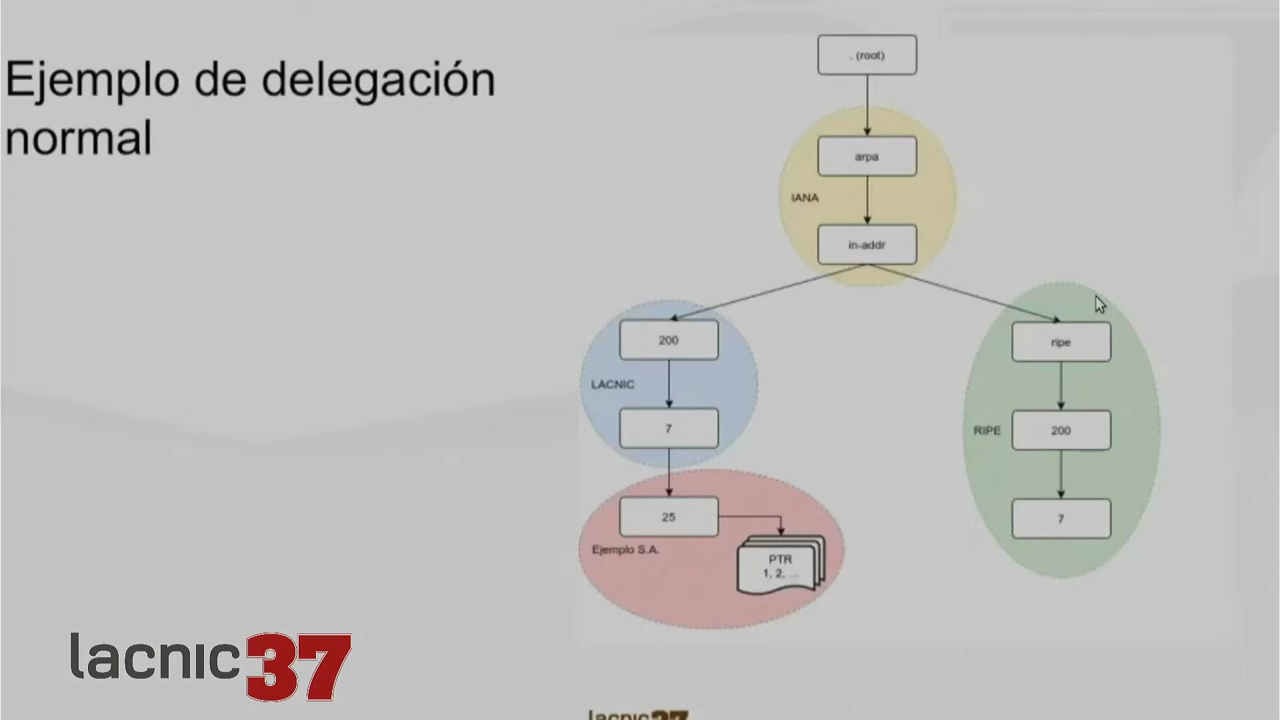 Ejemplo de delegación
normal
. (root)
arpa
IANA
in-addr
200
LACNIC
7
25
Ejemplo S.A.
PTR
1, 2, ...
ripe
RIPE
200
7
lacnic37
lacnic37